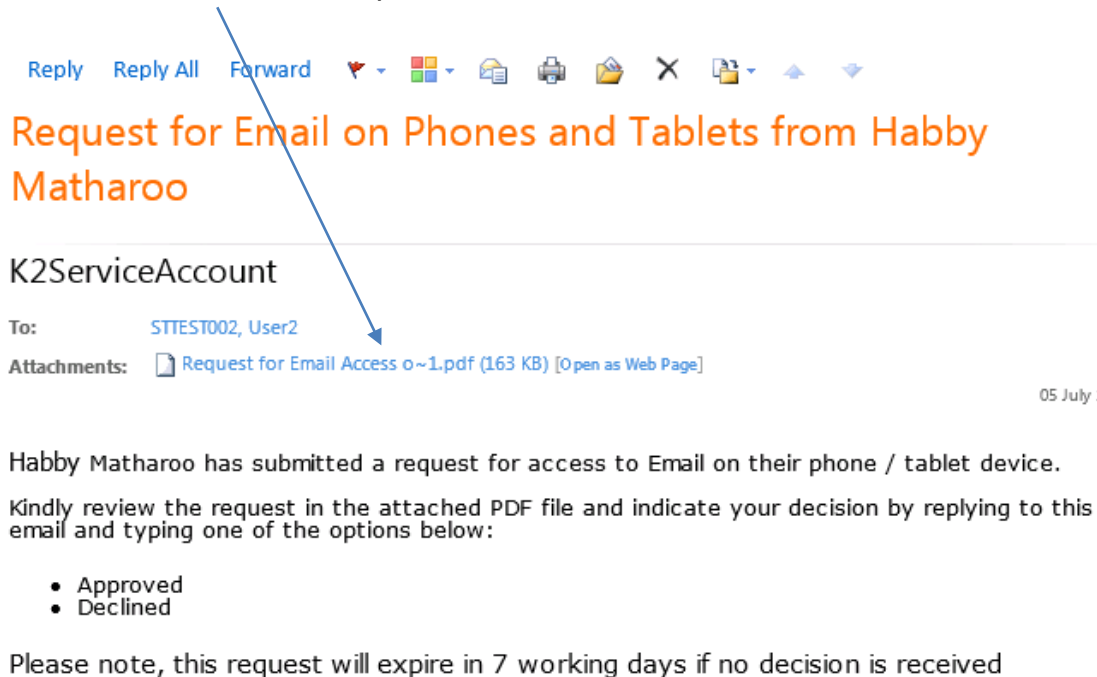 Reply Reply All Forward
Request for Email on Phones and Tablets from Habby
Matharoo
K2ServiceAccount
To: STTEST002, User2
Attachments: Request for Email Access o~1.pdf (163 KB) [Open as Web Page]
05 July
Habby Matharoo has submitted a request for access to Email on their phone / tablet device.
Kindly review the request in the attached PDF file and indicate your decision by replying to this
email and typing one of the options below:
• Approved
• Declined
Please note, this request will expire in 7 working days if no decision is received